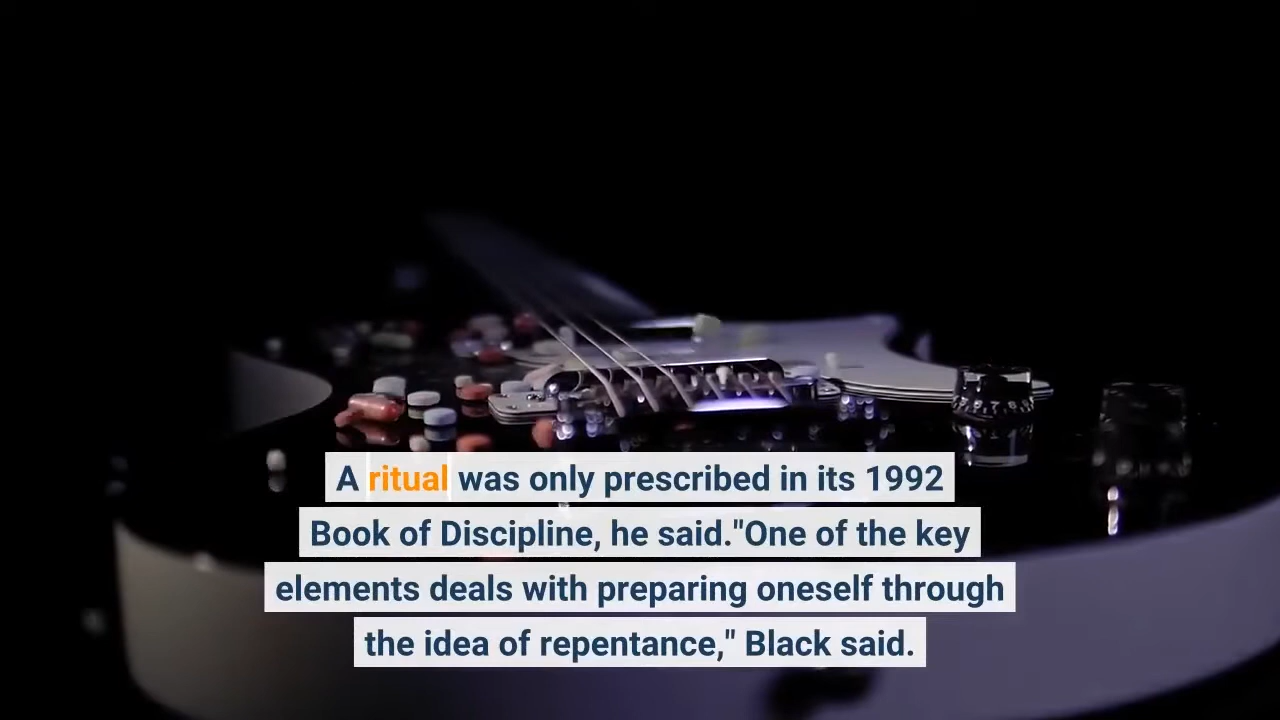 A ritual was only prescribed in its 1992
Book of Discipline, he said."One of the key
elements deals with preparing oneself through
the idea of repentance," Black said.